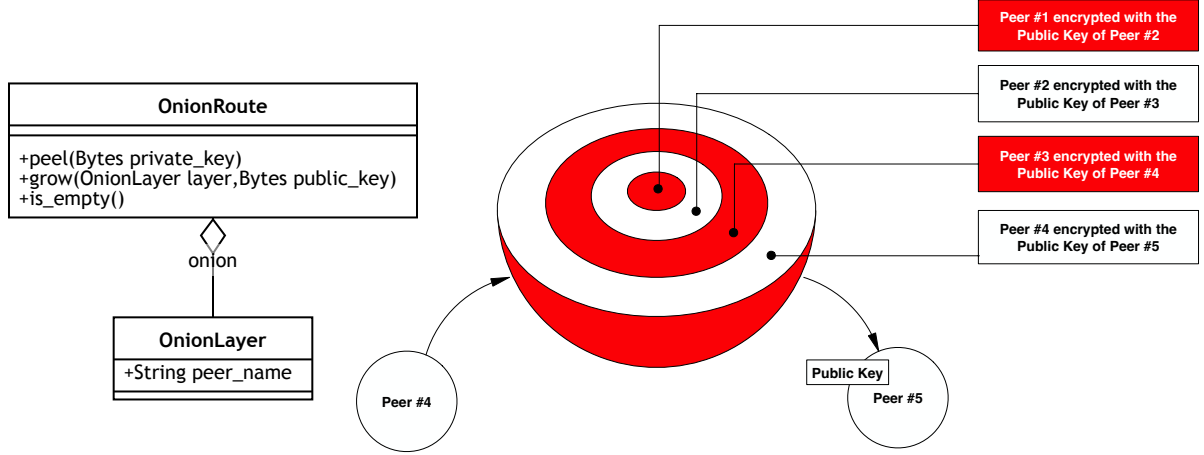 OnionRoute
+peel(Bytes private_key)
+grow(OnionLayer layer,Bytes public_key)
+is_empty()
onion
OnionLayer
+String peer_name
Peer #1 encrypted with the
Public Key of Peer #2
Peer #2 encrypted with the
Public Key of Peer #3
Peer #3 encrypted with the
Public Key of Peer #4
Peer #4 encrypted with the
Public Key of Peer #5
Peer #4
Public Key
Peer #5